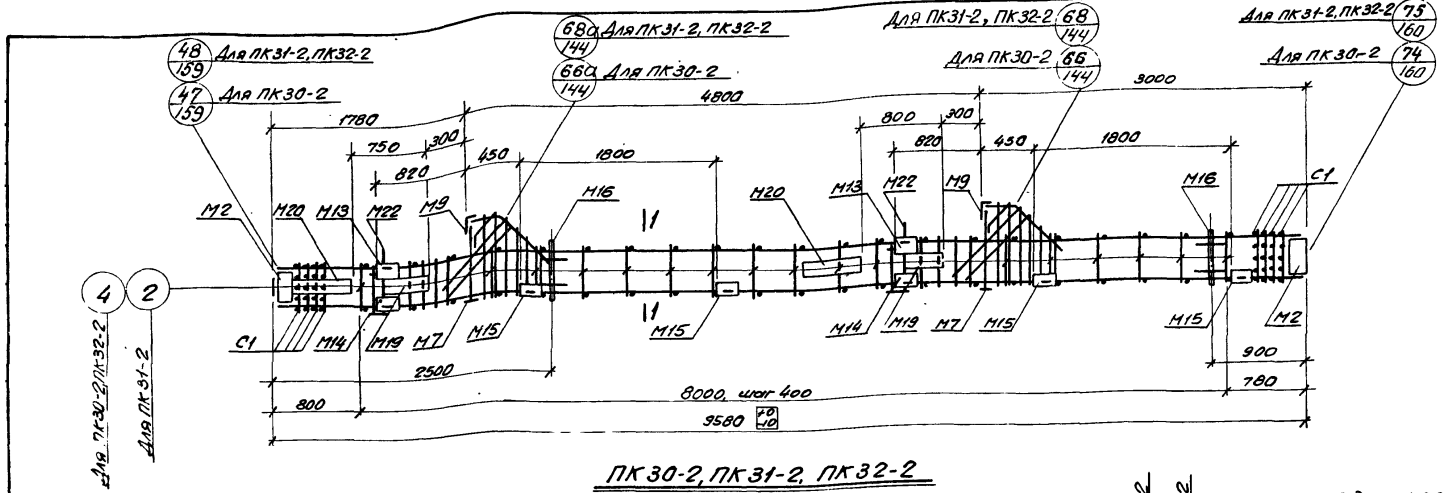 68а Для ПК31-2, ПК32-2
144
Для ПК31-2, ПК32-2 68
144
Для ПК31-2, ПК32-2 75
160
48 Для ПК31-2, ПК32-2
159
66а Для ПК30-2
144
Для ПК30-2 66
144
Для ПК30-2 74
160
47 Для ПК30-2
159
4800
3000
1780
800
300
750
300
450
1800
820
450
1800
820
М2
М20
М13
М22
М9
М16
1
М20
М13
М22
М9
М16
С1
4
2
С1
М14
М19
М7
М15
1
М15
М14
М19
М7
М15
М15
М2
2500
900
800
8000, шаг 400
780
9580 +0
-10
Для ПК30-2, ПК32-2
Для ПК31-2
ПК30-2, ПК31-2, ПК32-2
2
2